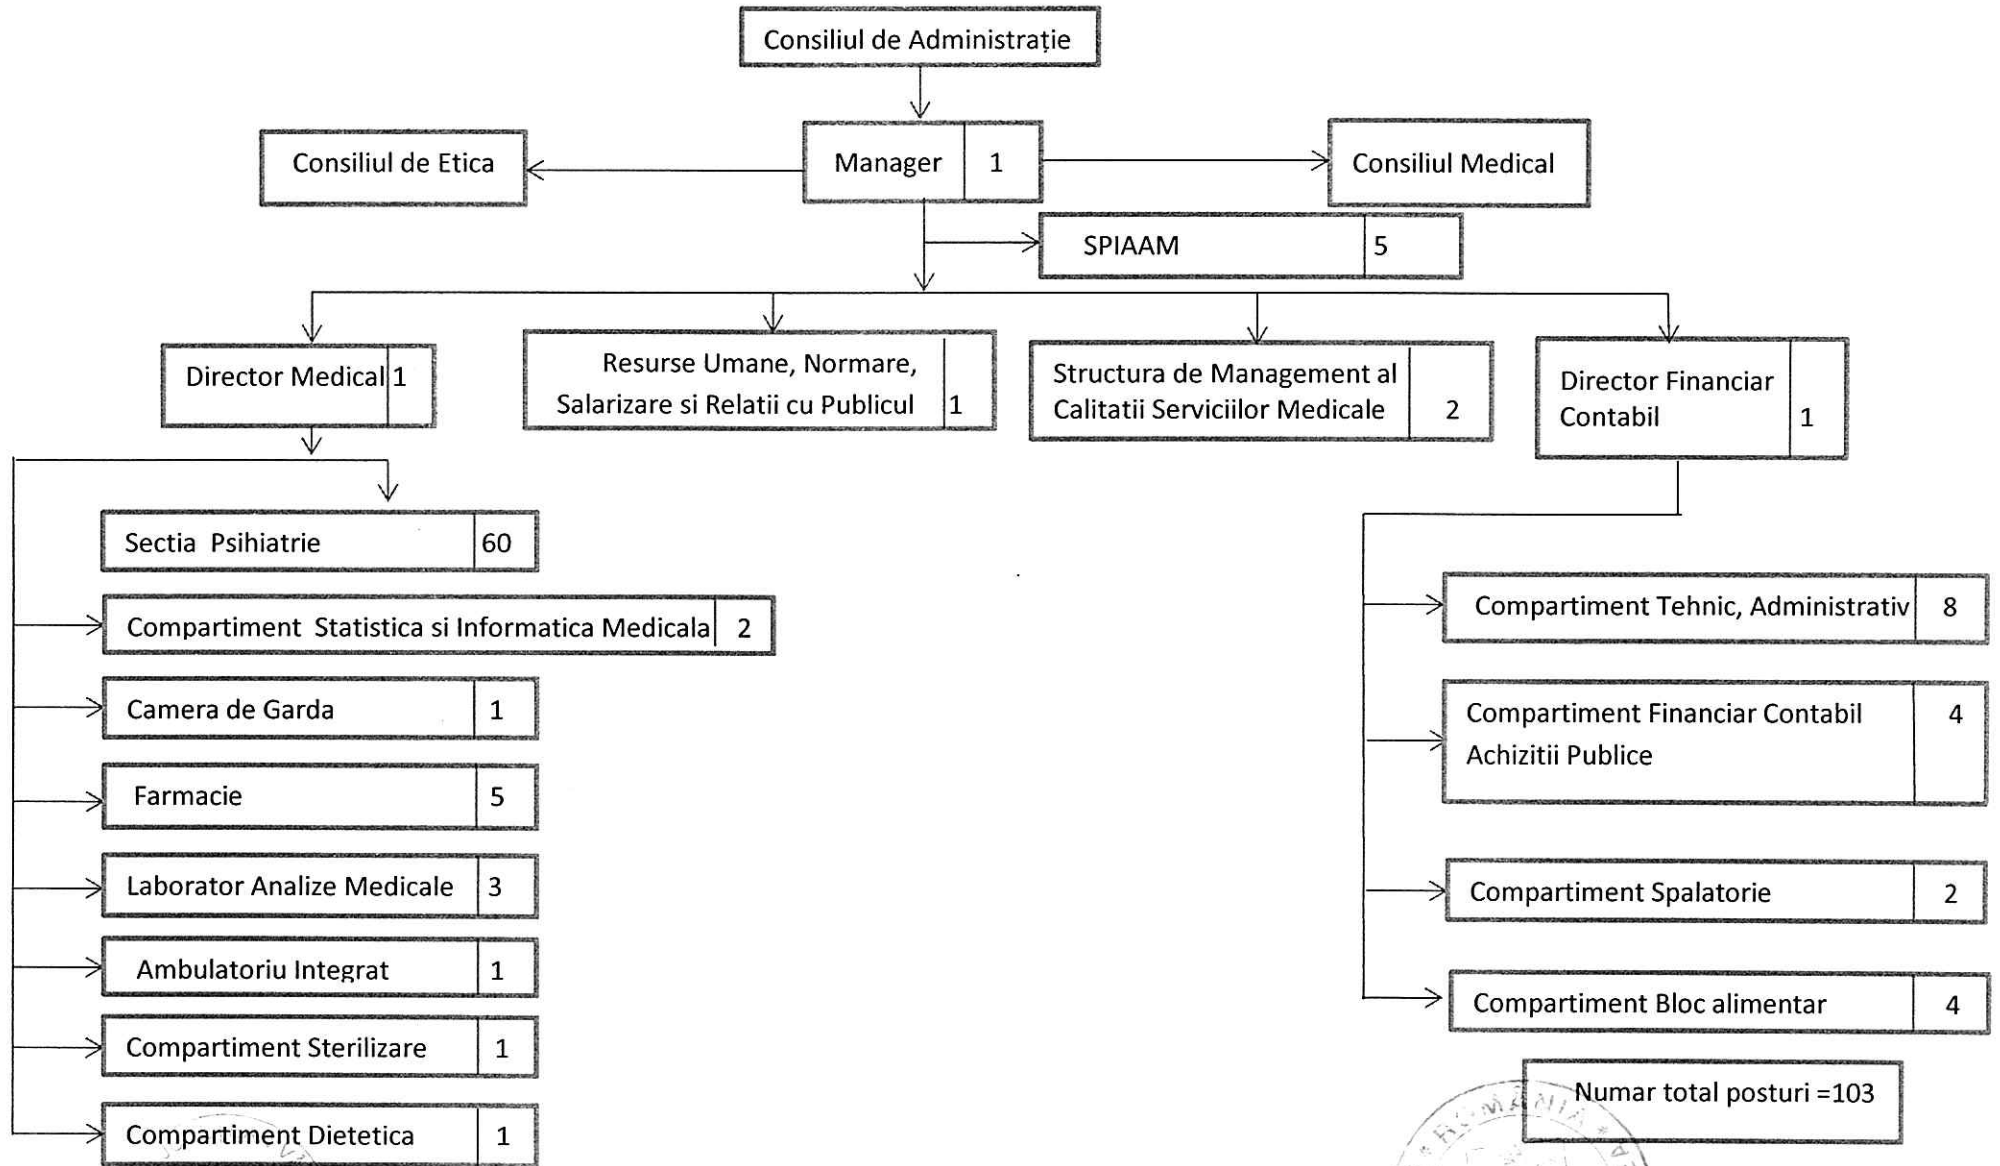 Consiliul de Administrație
Consiliul de Etica
Manager 1
Consiliul Medical
SPIAAM 5
Director Medical 1
Resurse Umane, Normare,
Salarizare si Relatii cu Publicul 1
Structura de Management al
Calitatii Serviciilor Medicale 2
Director Financiar
Contabil 1
Sectia Psihiatrie 60
Compartiment Statistica si Informatica Medicala 2
Camera de Garda 1
Farmacie 5
Laborator Analize Medicale 3
Ambulatoriu Integrat 1
Compartiment Sterilizare 1
Compartiment Dietetica 1
Compartiment Tehnic, Administrativ 8
Compartiment Financiar Contabil 4
Achizitii Publice
Compartiment Spalatorie 2
Compartiment Bloc alimentar 4
Numar total posturi =103
ROMÂNIA